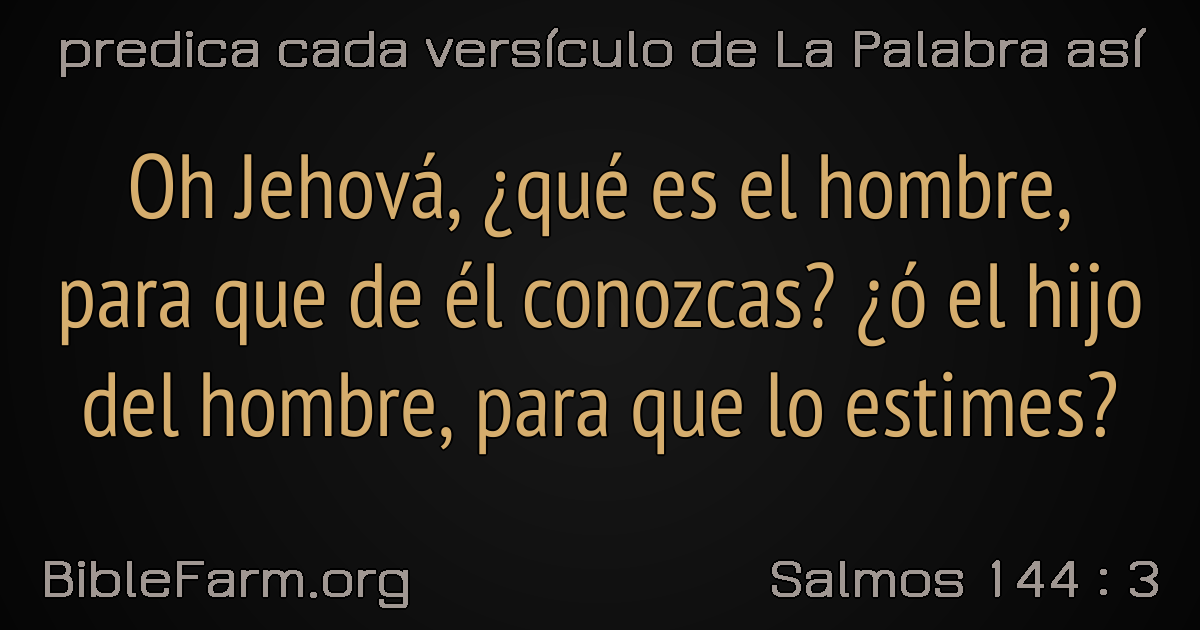 predica cada versículo de La Palabra así
Oh Jehová, ¿qué es el hombre,
para que de él conozcas? ¿ó el hijo
del hombre, para que lo estimes?
BibleFarm.org
Salmos 144 : 3